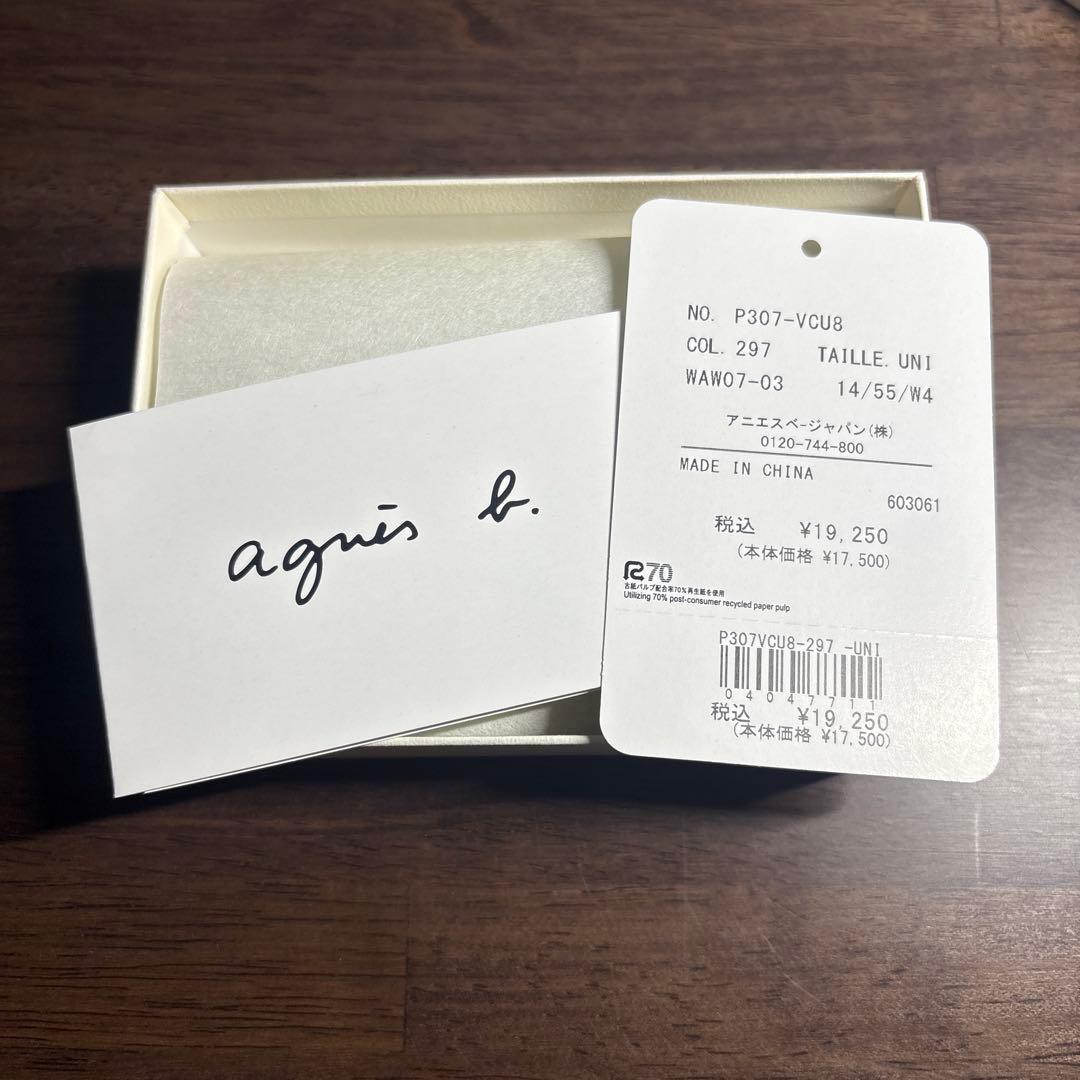 agnès b.
NO. P307-VCU8
COL. 297 TAILLE. UNI
WAW07-03 14/55/W4
アニエスベージャパン(株)
0120-744-800
MADE IN CHINA
603061
税込 ¥19,250
(本体価格 ¥17,500)
R70
古紙パルプ配合率70%再生紙を使用
Utilizing 70% post-consumer recycled paper pulp
P307VCU8-297 -UNI
04047711
税込 ¥19,250
(本体価格 ¥17,500)